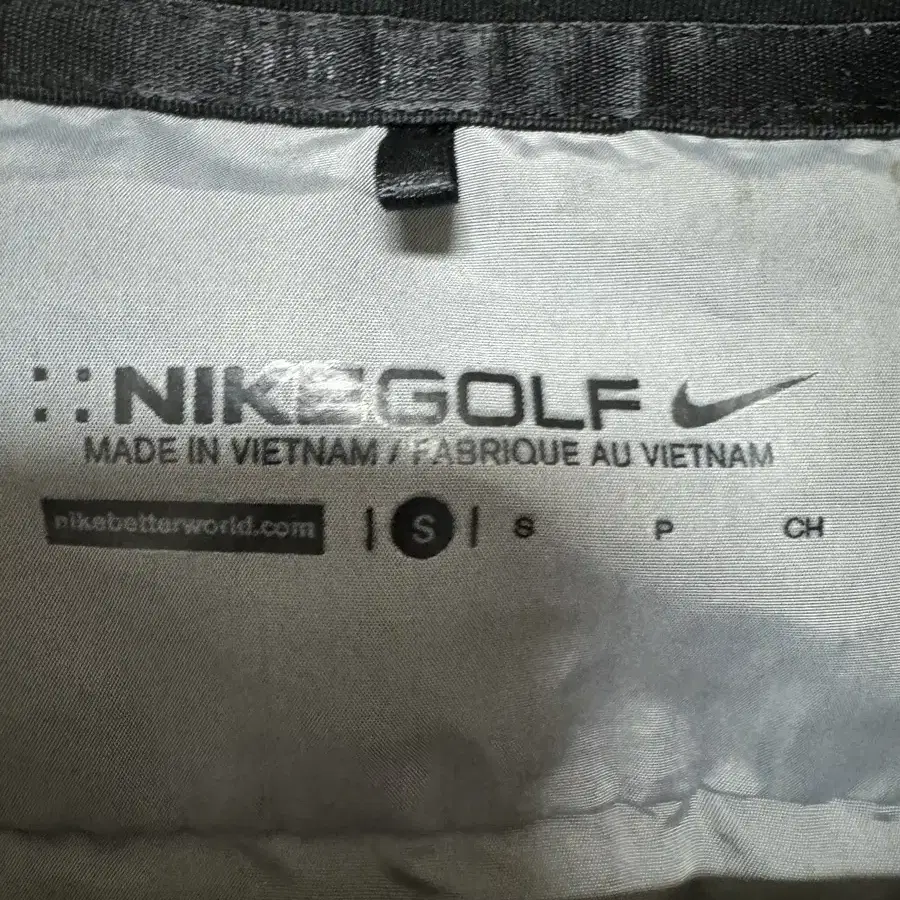 NIKEGOLF
MADE IN VIETNAM / FABRIQUE AU VIETNAM
nikebetterworld.com | S | S P CH